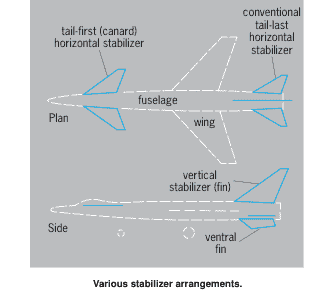 conventional
tail-last
horizontal
stabilizer
tail-first (canard)
horizontal stabilizer
fuselage
Plan
wing
vertical
stabilizer (fin)
Side
ventral
fin
Various stabilizer arrangements.